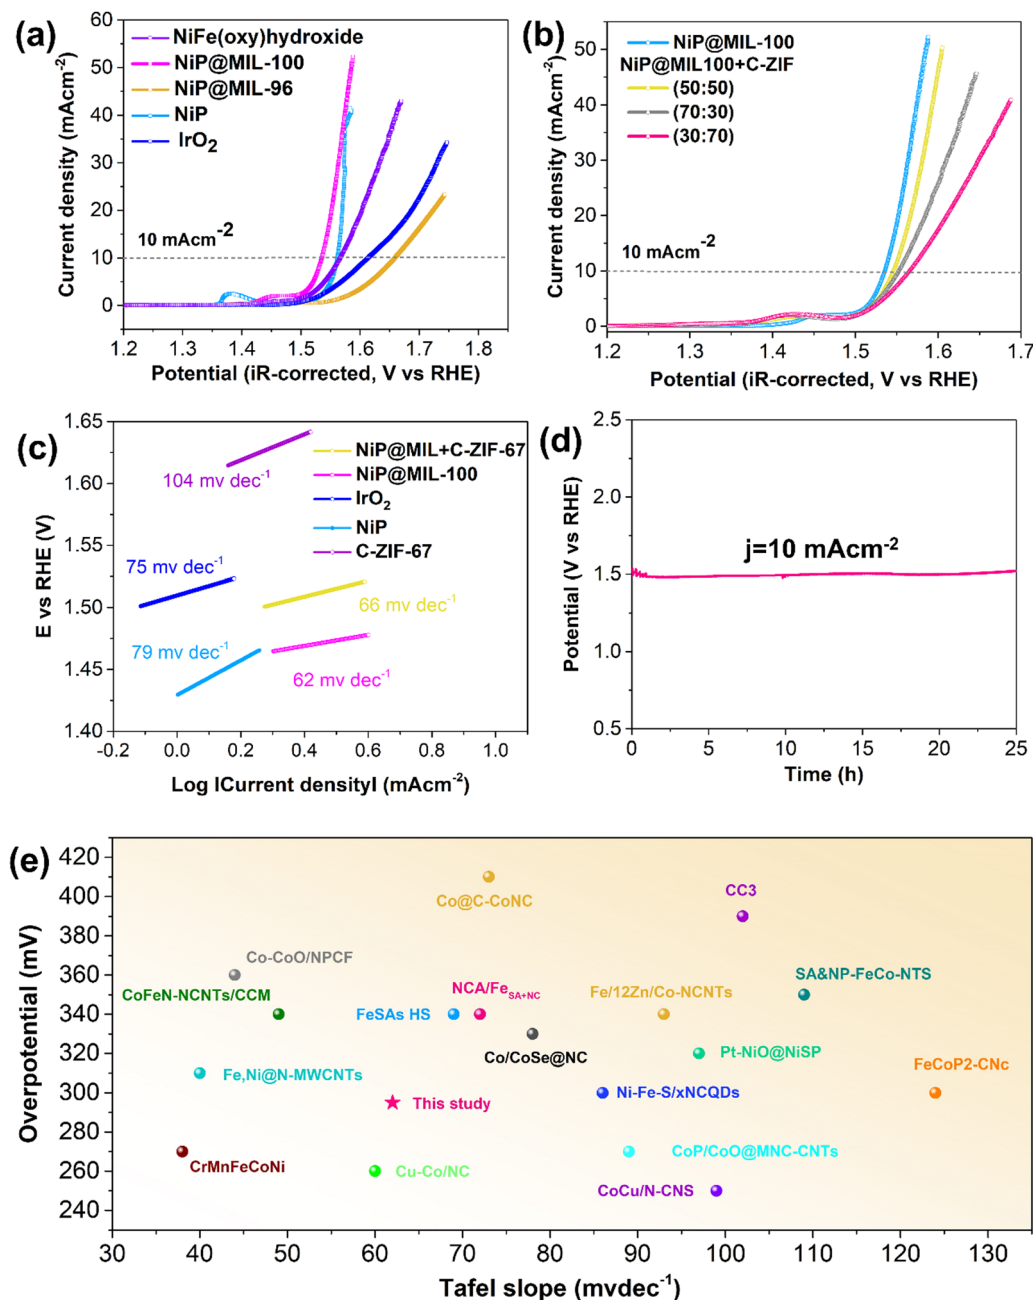 (a)
NiFe(oxy)hydroxide
NiP@MIL-100
NiP@MIL-96
NiP
IrO₂
10 mAcm⁻²
Current density (mAcm⁻²)
60
50
40
30
20
10
0
1.2 1.3 1.4 1.5 1.6 1.7 1.8
Potential (iR-corrected, V vs RHE)
(b)
NiP@MIL-100
NiP@MIL100+C-ZIF
(50:50)
(70:30)
(30:70)
10 mAcm⁻²
Current density (mAcm⁻²)
50
40
30
20
10
0
1.2 1.3 1.4 1.5 1.6 1.7
Potential (iR-corrected, V vs RHE)
(c)
NiP@MIL+C-ZIF-67
NiP@MIL-100
IrO₂
NiP
C-ZIF-67
104 mv dec⁻¹
75 mv dec⁻¹
66 mv dec⁻¹
79 mv dec⁻¹
62 mv dec⁻¹
E vs RHE (V)
1.65
1.60
1.55
1.50
1.45
1.40
-0.2 0.0 0.2 0.4 0.6 0.8 1.0
Log ICurrent densityI (mAcm⁻²)
(d)
j=10 mAcm⁻²
Potential (V vs RHE)
2.5
2.0
1.5
1.0
0.5
0 5 10 15 20 25
Time (h)
(e)
Overpotential (mV)
420
400
380
360
340
320
300
280
260
240
Co@C-CoNC
CC3
Co-CoO/NPCF
SA&NP-FeCo-NTS
CoFeN-NCNTs/CCM
FeSAs HS
NCA/Fe_SA+NC
Fe/12Zn/Co-NCNTs
Co/CoSe@NC
Pt-NiO@NiSP
FeCoP2-CNc
Fe,Ni@N-MWCNTs
This study
Ni-Fe-S/xNCQDs
CrMnFeCoNi
Cu-Co/NC
CoP/CoO@MNC-CNTs
CoCu/N-CNS
30 40 50 60 70 80 90 100 110 120 130
Tafel slope (mvdec⁻¹)